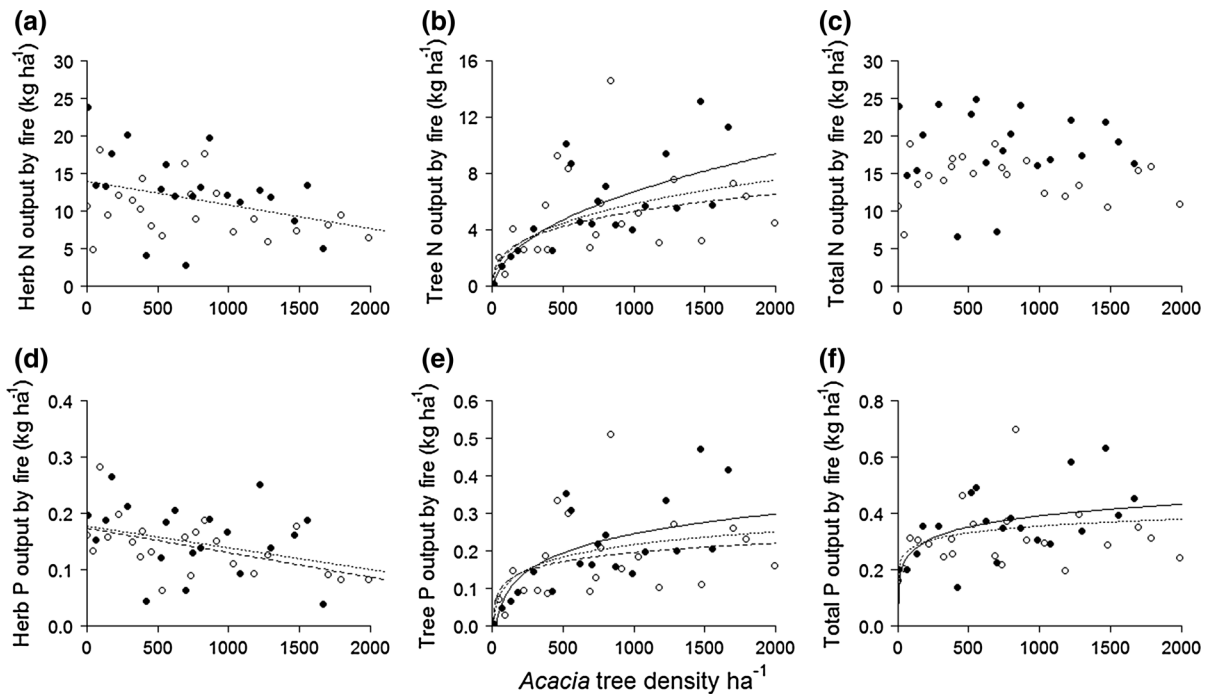 (a)
Herb N output by fire (kg ha-1)
30
25
20
15
10
5
0
0 500 1000 1500 2000
(b)
Tree N output by fire (kg ha-1)
16
12
8
4
0
0 500 1000 1500 2000
(c)
Total N output by fire (kg ha-1)
30
25
20
15
10
5
0
0 500 1000 1500 2000
(d)
Herb P output by fire (kg ha-1)
0.4
0.3
0.2
0.1
0.0
0 500 1000 1500 2000
(e)
Tree P output by fire (kg ha-1)
0.6
0.5
0.4
0.3
0.2
0.1
0.0
0 500 1000 1500 2000
(f)
Total P output by fire (kg ha-1)
0.8
0.6
0.4
0.2
0.0
0 500 1000 1500 2000
Acacia tree density ha-1